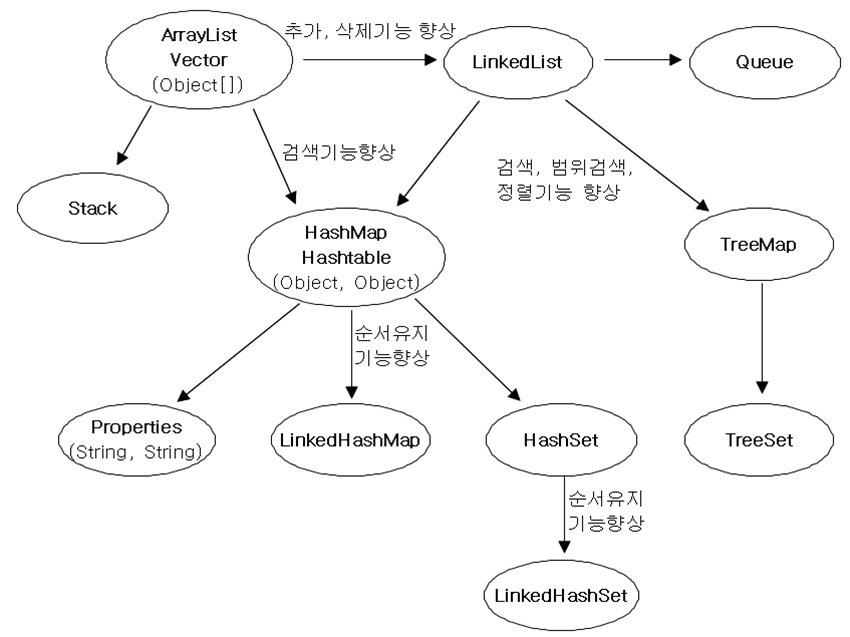 ArrayList
Vector
(Object[])
추가, 삭제기능 향상
LinkedList
Queue
검색기능향상
검색, 범위검색,
정렬기능 향상
Stack
HashMap
Hashtable
(Object, Object)
TreeMap
순서유지
기능향상
Properties
(String, String)
LinkedHashMap
HashSet
TreeSet
순서유지
기능향상
LinkedHashSet